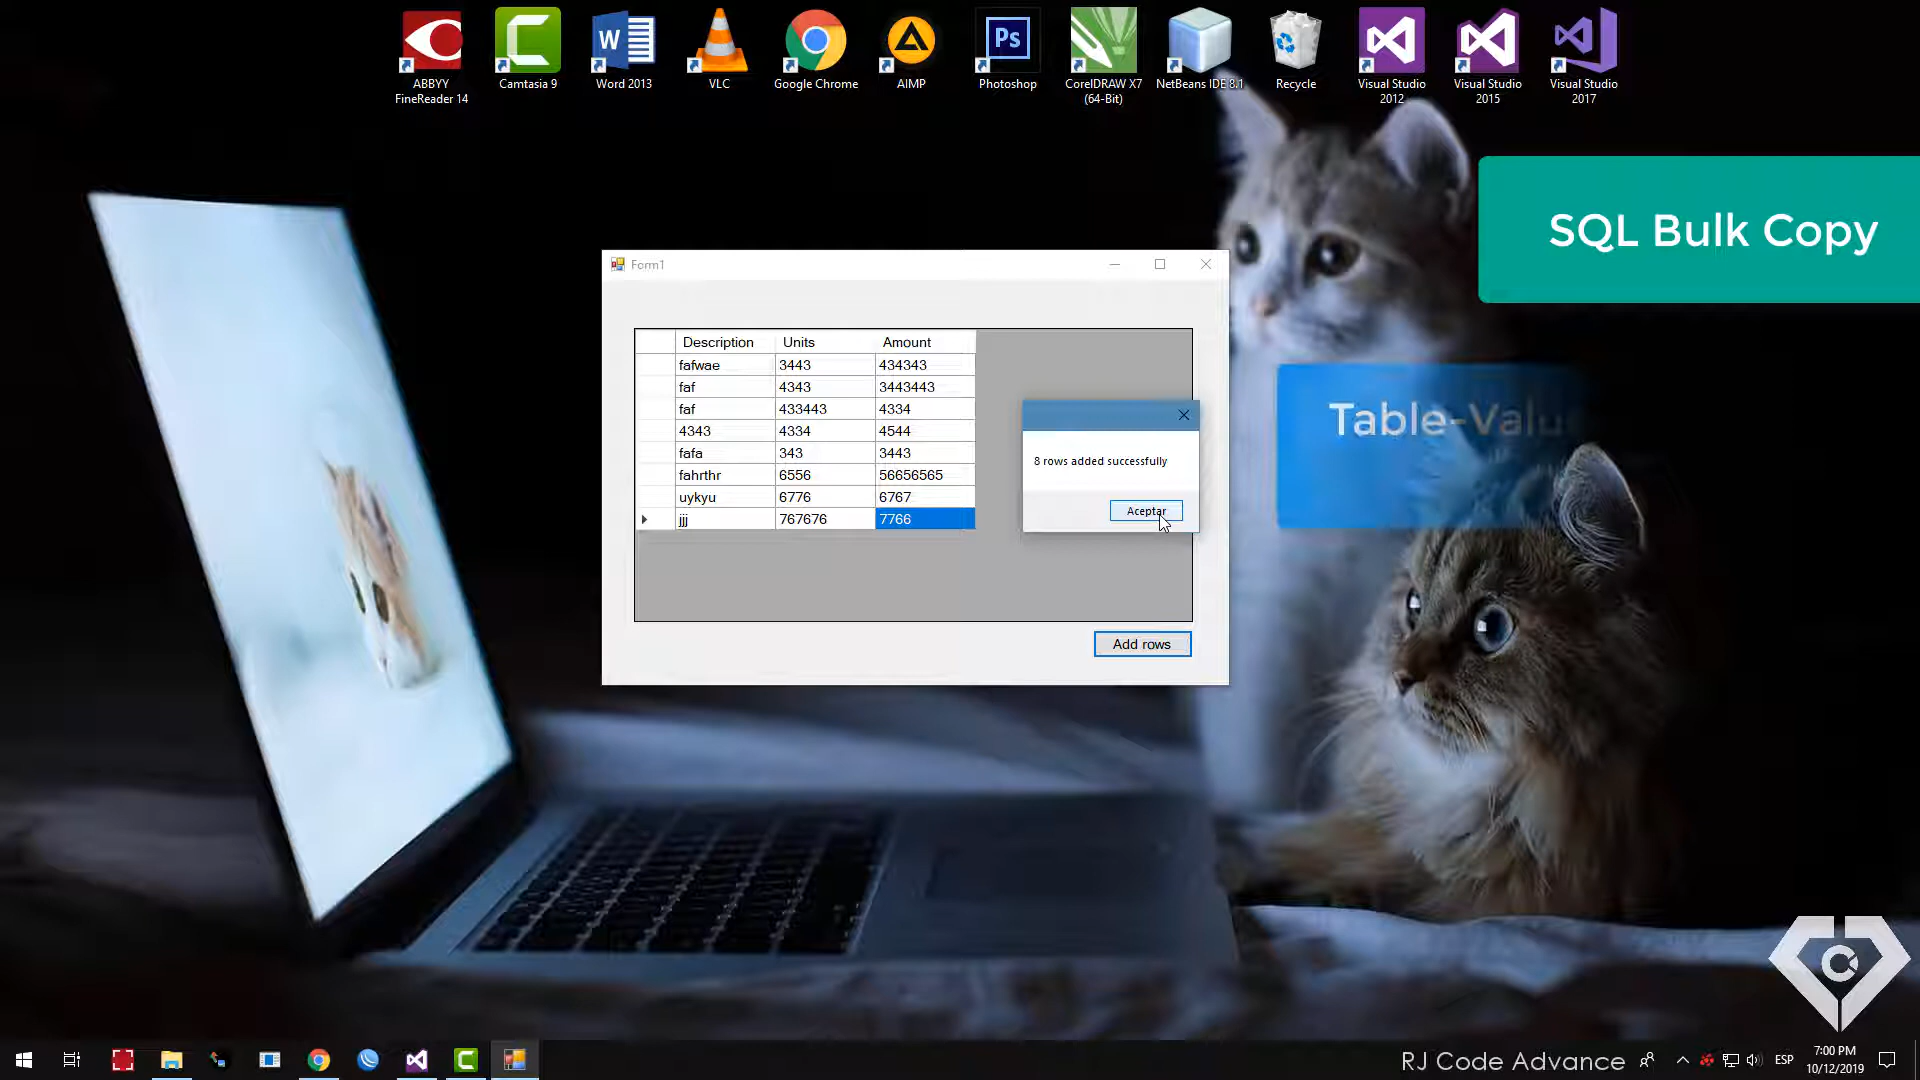 ABBYY
FineReader 14
Camtasia 9
Word 2013
VLC
Google Chrome
AIMP
Ps
Photoshop
CorelDRAW X7
(64-Bit)
NetBeans IDE 8.1
Recycle
Visual Studio
2012
Visual Studio
2015
Visual Studio
2017
SQL Bulk Copy
Form1
Description Units Amount
fafwae 3443 434343
faf 4343 3443443
faf 433443 4334
4343 4334 4544
fafa 343 3443
fahrthr 6556 56656565
uykyu 6776 6767
jjj 767676 7766
8 rows added successfully
Aceptar
Table-Valu
Add rows
RJ Code Advance
ESP
7:00 PM
10/12/2019